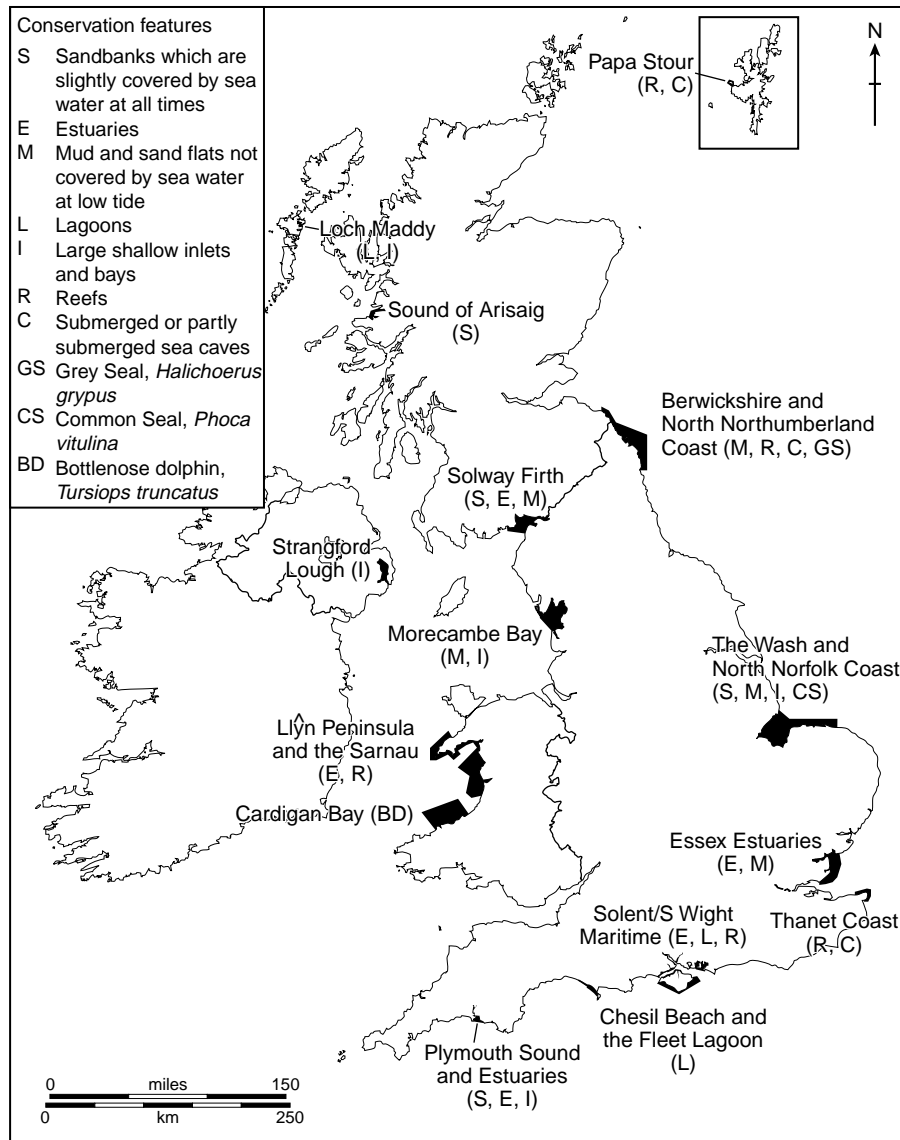 Conservation features
S Sandbanks which are
slightly covered by sea
water at all times
E Estuaries
M Mud and sand flats not
covered by sea water
at low tide
L Lagoons
I Large shallow inlets
and bays
R Reefs
C Submerged or partly
submerged sea caves
GS Grey Seal, Halichoerus
grypus
CS Common Seal, Phoca
vitulina
BD Bottlenose dolphin,
Tursiops truncatus
Papa Stour
(R, C)
N
Loch Maddy
(L, I)
Sound of Arisaig
(S)
Berwickshire and
North Northumberland
Coast (M, R, C, GS)
Solway Firth
(S, E, M)
Strangford
Lough (I)
Morecambe Bay
(M, I)
The Wash and
North Norfolk Coast
(S, M, I, CS)
Llŷn Peninsula
and the Sarnau
(E, R)
Cardigan Bay (BD)
Essex Estuaries
(E, M)
Thanet Coast
(R, C)
Solent/S Wight
Maritime (E, L, R)
Chesil Beach and
the Fleet Lagoon
(L)
Plymouth Sound
and Estuaries
(S, E, I)
0 miles 150
0 km 250